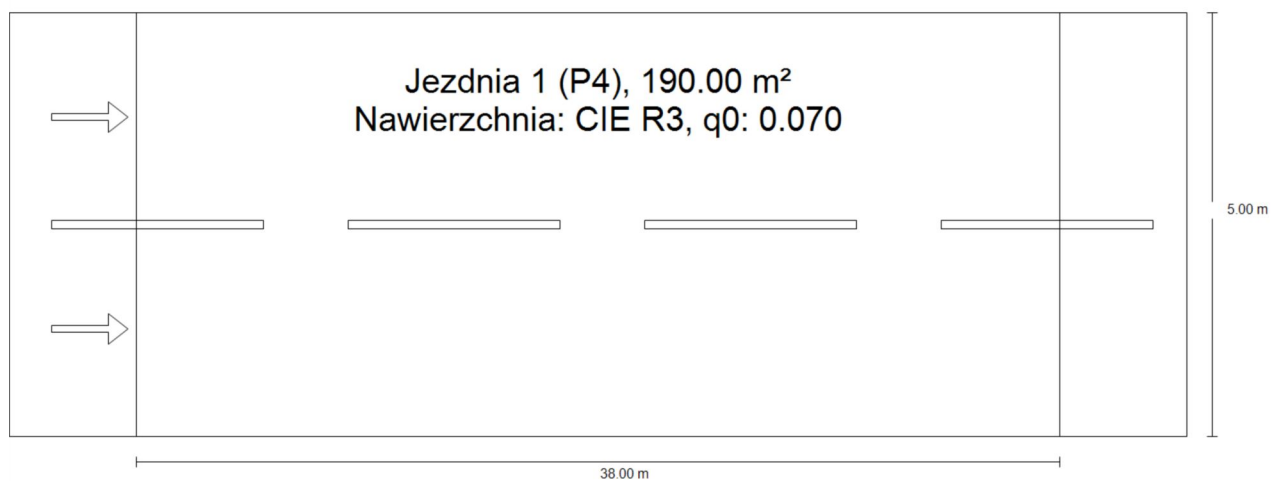 Jezdnia 1 (P4), 190.00 m²
Nawierzchnia: CIE R3, q0: 0.070
5.00 m
38.00 m